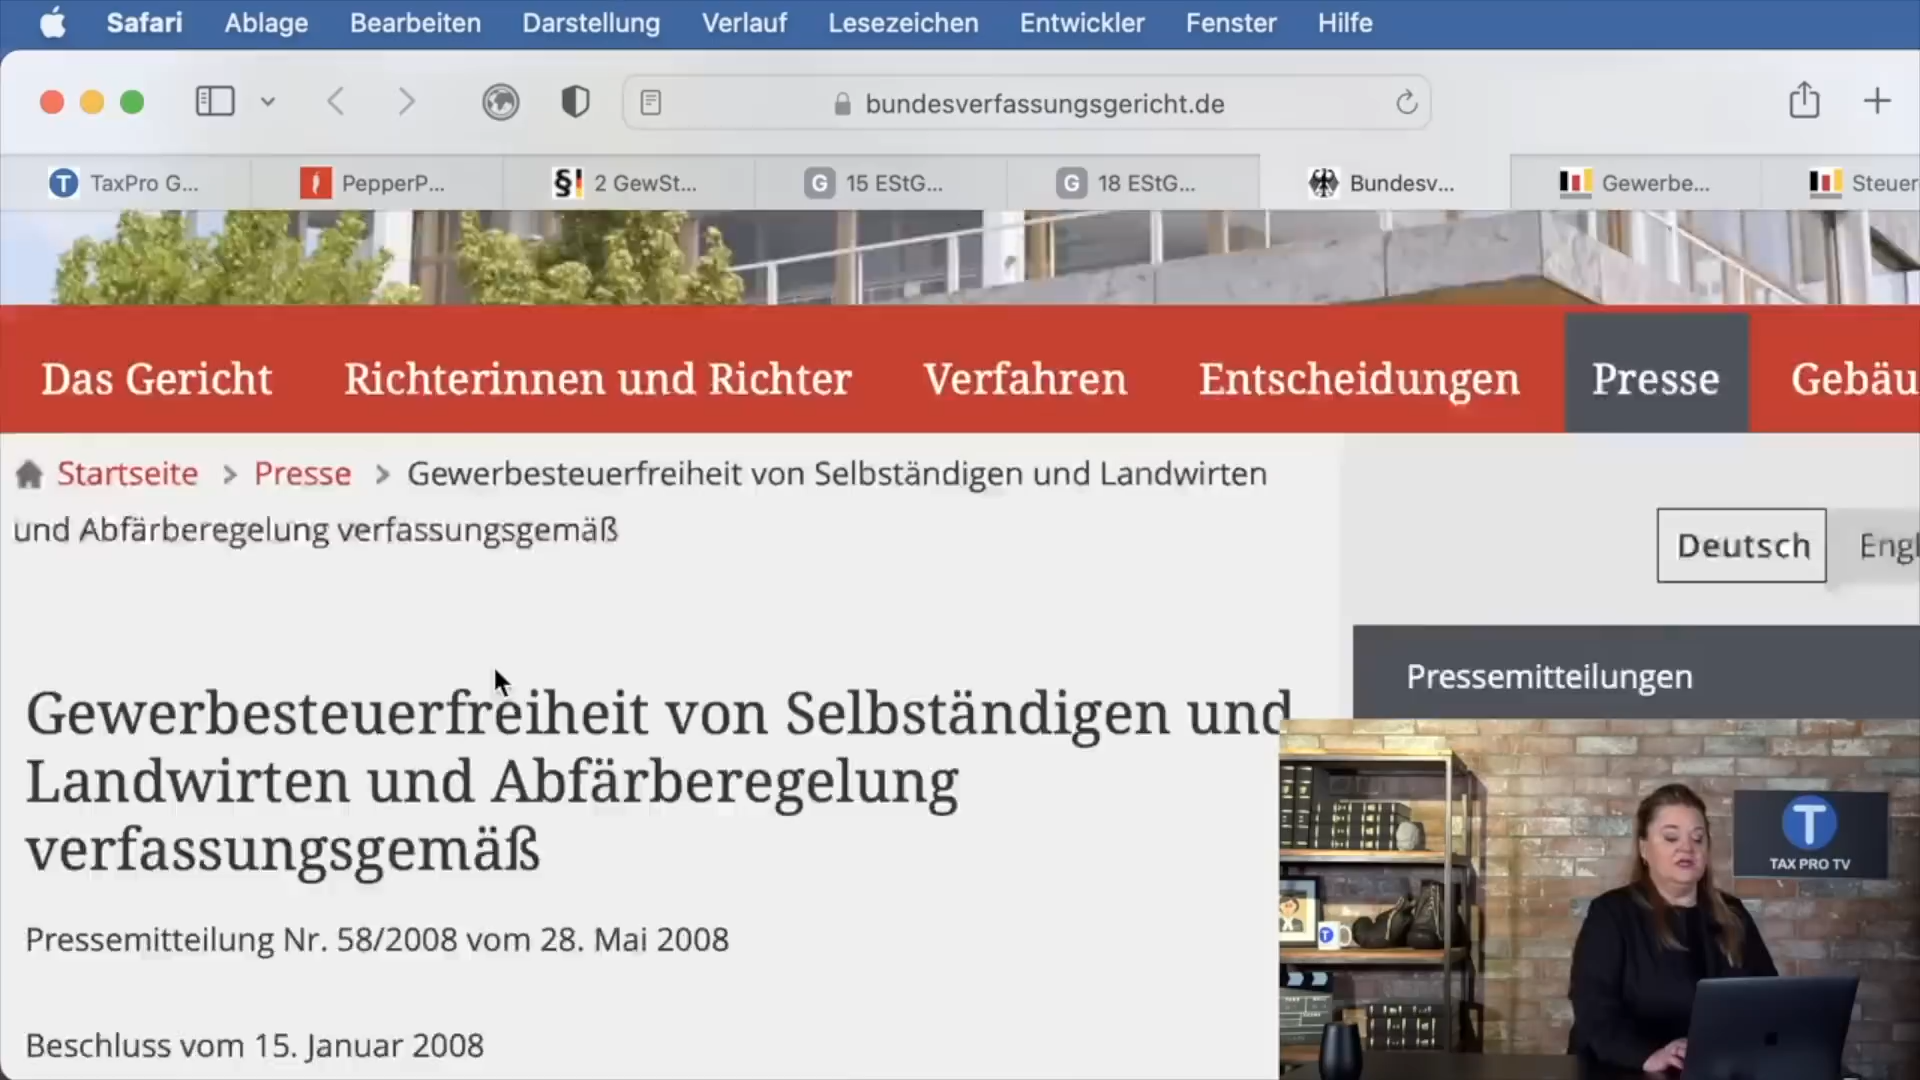 Safari Ablage Bearbeiten Darstellung Verlauf Lesezeichen Entwickler Fenster Hilfe
bundesverfassungsgericht.de
T TaxPro G... PepperP... § 2 GewSt... G 15 EStG... G 18 EStG... Bundesv... Gewerbe... Steuer
Das Gericht Richterinnen und Richter Verfahren Entscheidungen Presse Gebäu
Startseite > Presse > Gewerbesteuerfreiheit von Selbständigen und Landwirten
und Abfärberegelung verfassungsgemäß
Deutsch Engl
Pressemitteilungen
Gewerbesteuerfreiheit von Selbständigen und
Landwirten und Abfärberegelung
verfassungsgemäß
Pressemitteilung Nr. 58/2008 vom 28. Mai 2008
Beschluss vom 15. Januar 2008
T
TAX PRO TV
T